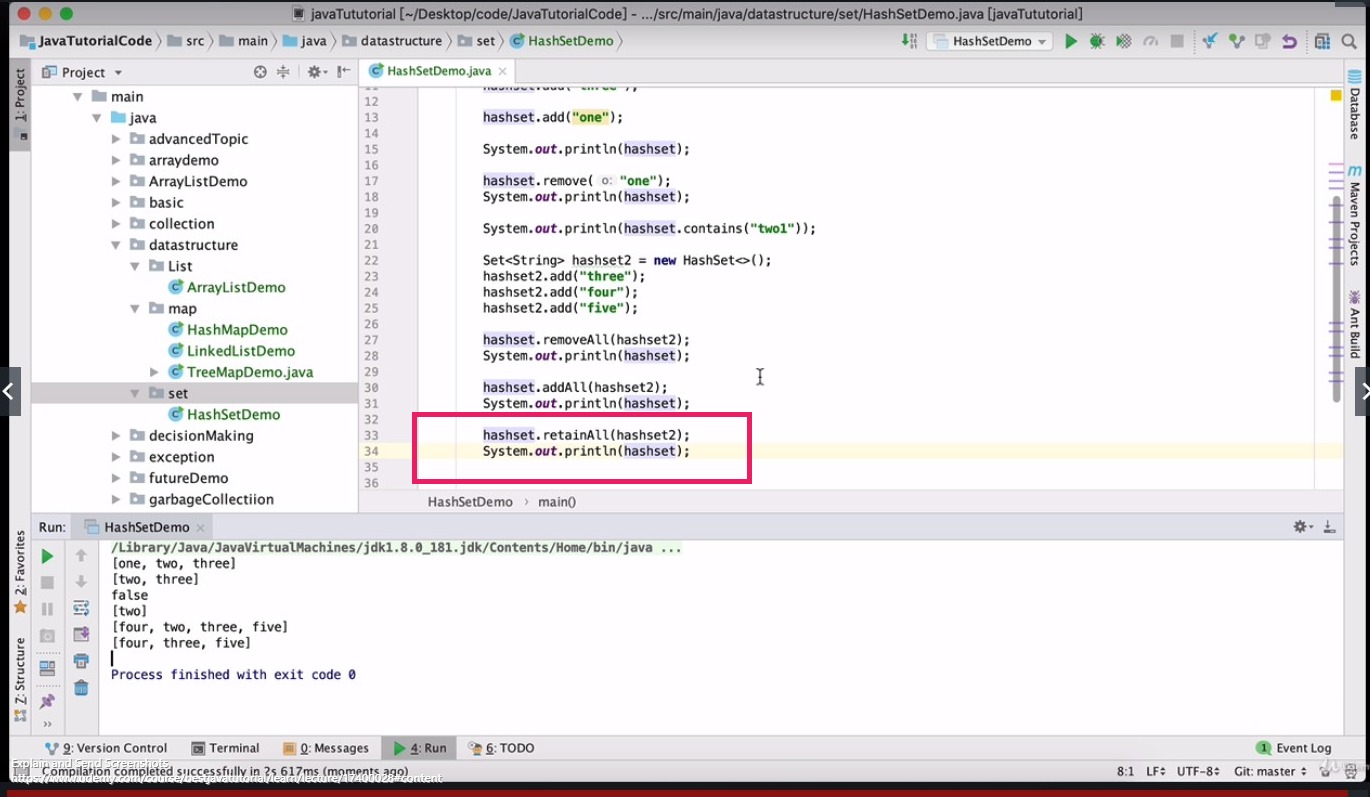 javaTututorial [~/Desktop/code/JavaTutorialCode] - .../src/main/java/datastructure/set/HashSetDemo.java [javaTututorial]
JavaTutorialCode src main java datastructure set HashSetDemo
HashSetDemo
1: Project
Project
HashSetDemo.java
main
java
advancedTopic
arraydemo
ArrayListDemo
basic
collection
datastructure
List
ArrayListDemo
map
HashMapDemo
LinkedListDemo
TreeMapDemo.java
set
HashSetDemo
decisionMaking
exception
futureDemo
garbageCollectiion
12
13 hashset.add("one");
14
15 System.out.println(hashset);
16
17 hashset.remove( o: "one");
18 System.out.println(hashset);
19
20 System.out.println(hashset.contains("two1"));
21
22 Set<String> hashset2 = new HashSet<>();
23 hashset2.add("three");
24 hashset2.add("four");
25 hashset2.add("five");
26
27 hashset.removeAll(hashset2);
28 System.out.println(hashset);
29
30 hashset.addAll(hashset2);
31 System.out.println(hashset);
32
33 hashset.retainAll(hashset2);
34 System.out.println(hashset);
35
36
HashSetDemo › main()
Database
Maven Projects
Ant Build
Run: HashSetDemo
2: Favorites
Z: Structure
/Library/Java/JavaVirtualMachines/jdk1.8.0_181.jdk/Contents/Home/bin/java ...
[one, two, three]
[two, three]
false
[two]
[four, two, three, five]
[four, three, five]
Process finished with exit code 0
9: Version Control Terminal 0: Messages 4: Run 6: TODO
1 Event Log
Explain and Send Screenshots
Compilation completed successfully in 2s 617ms (moments ago)
8:1 LF UTF-8 Git: master